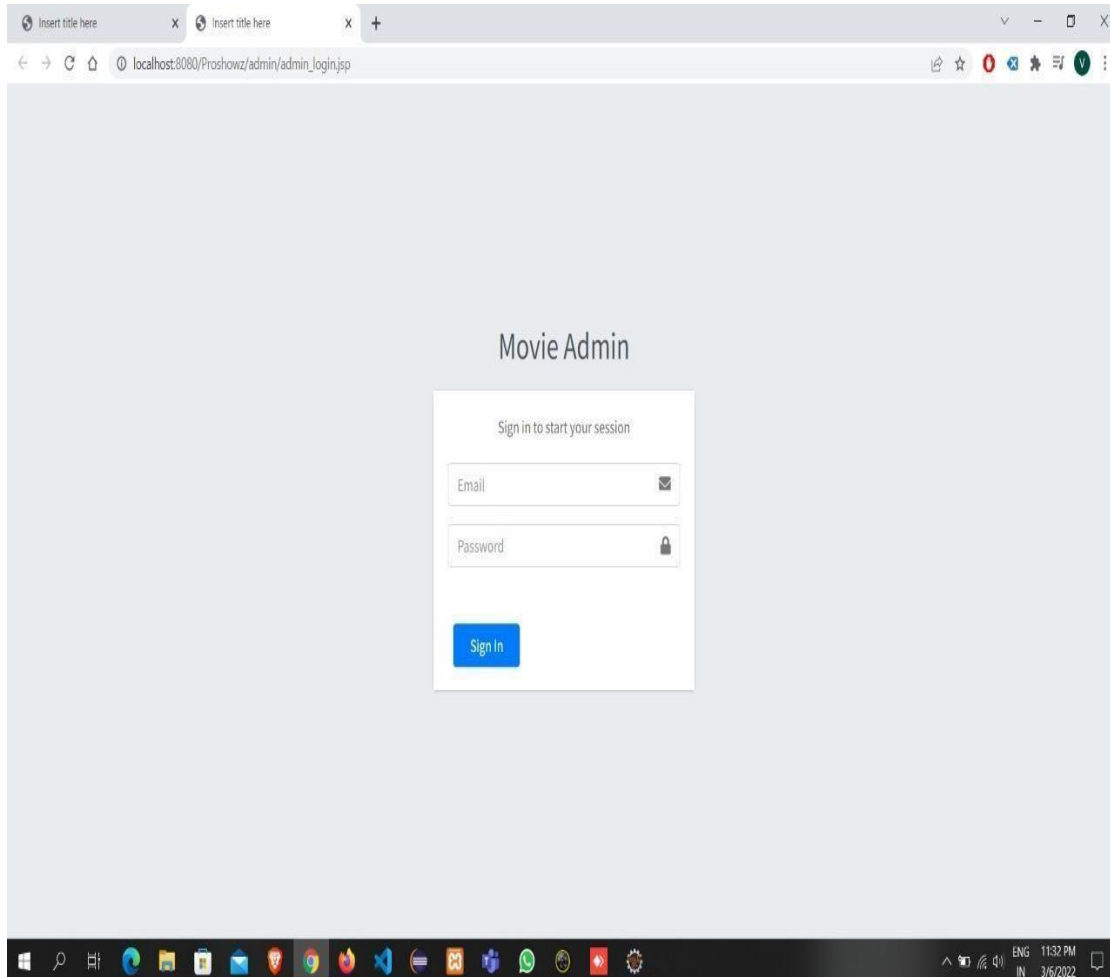 Insert title here
Insert title here
localhost:8080/Proshowz/admin/admin_login.jsp
V
Movie Admin
Sign in to start your session
Email
Password
Sign In
ENG 11:32 PM
IN 3/6/2022